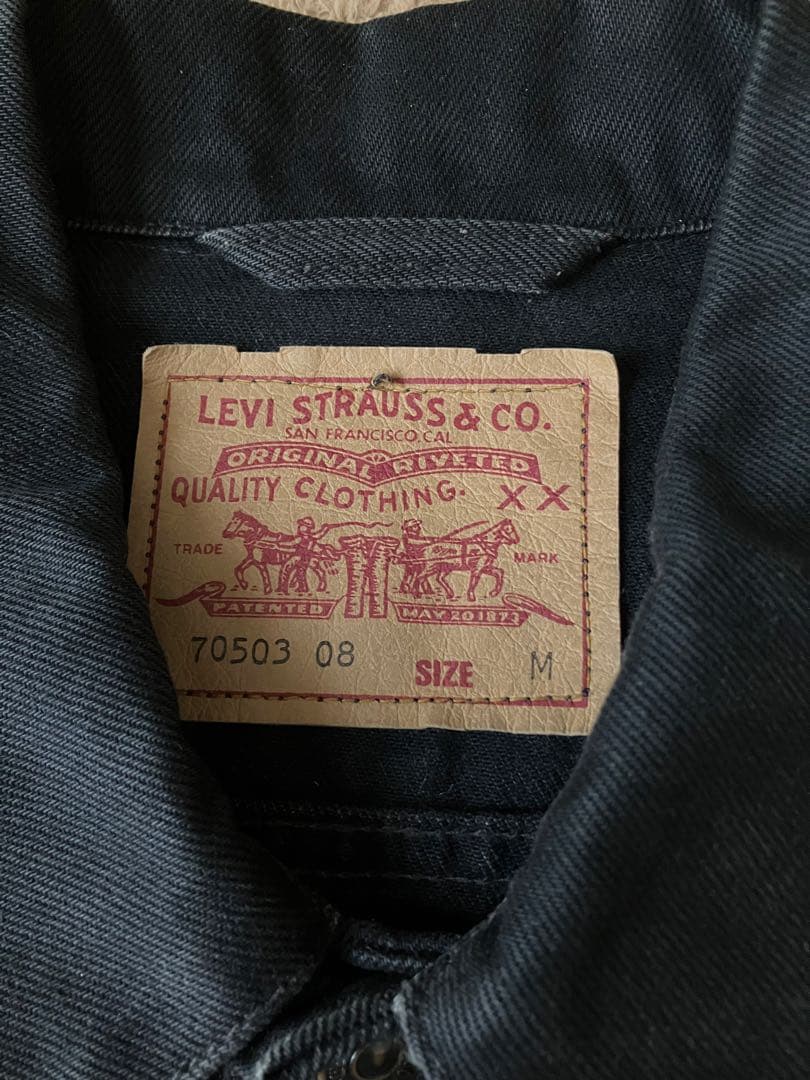 LEVI STRAUSS & CO.
SAN FRANCISCO, CAL
ORIGINAL RIVETED
QUALITY CLOTHING. XX
TRADE MARK
PATENTED MAY 20 1873
70503 08 SIZE M